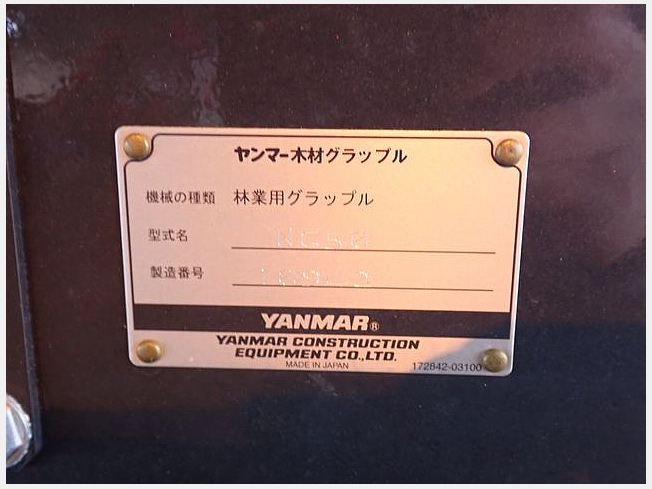 ヤンマー木材グラップル
機械の種類 林業用グラップル
型式名
製造番号
YANMAR®
YANMAR CONSTRUCTION
EQUIPMENT CO.,LTD.
MADE IN JAPAN
172842-03100